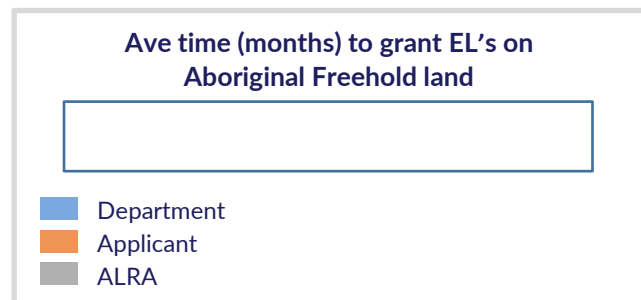 Ave time (months) to grant EL's on
Aboriginal Freehold land
Department
Applicant
ALRA